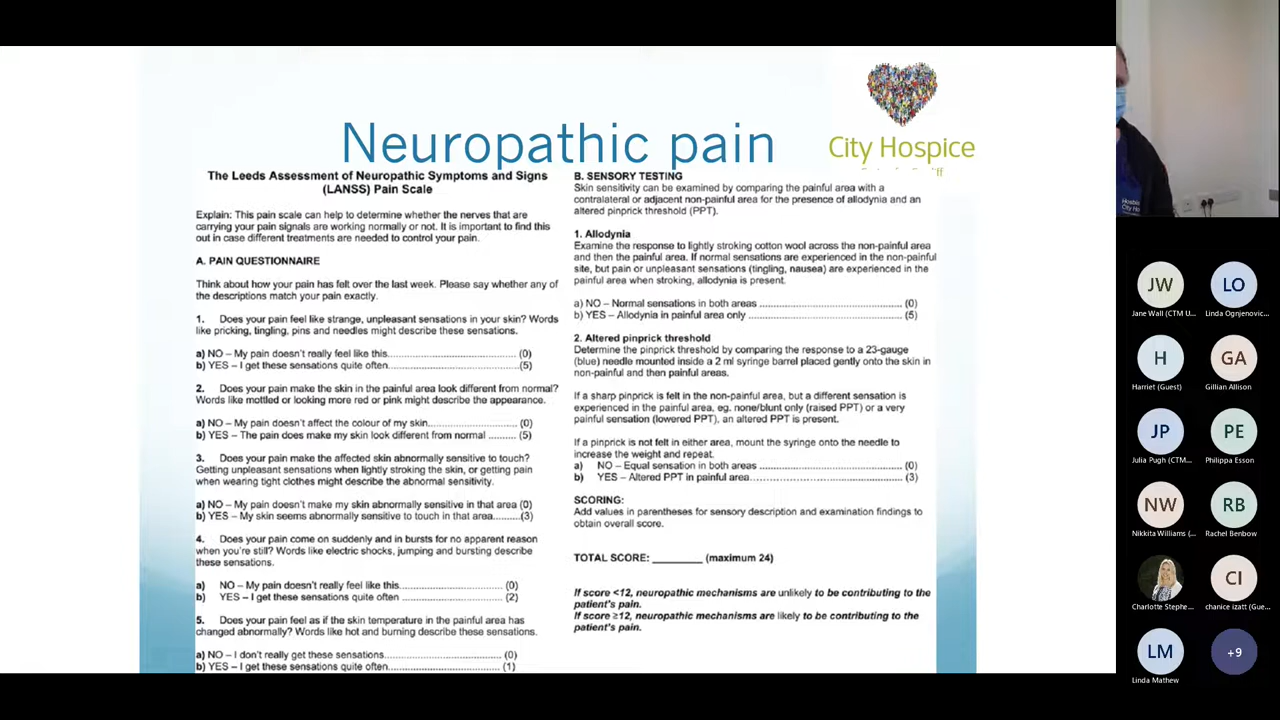 Neuropathic pain
City Hospice
The Leeds Assessment of Neuropathic Symptoms and Signs
(LANSS) Pain Scale
Explain: This pain scale can help to determine whether the nerves that are
carrying your pain signals are working normally or not. It is important to find this
out in case different treatments are needed to control your pain.
A. PAIN QUESTIONNAIRE
Think about how your pain has felt over the last week. Please say whether any of
the descriptions match your pain exactly.
1. Does your pain feel like strange, unpleasant sensations in your skin? Words
like pricking, tingling, pins and needles might describe these sensations.
a) NO – My pain doesn't really feel like this.................................... (0)
b) YES – I get these sensations quite often.................................... (5)
2. Does your pain make the skin in the painful area look different from normal?
Words like mottled or looking more red or pink might describe the appearance.
a) NO – My pain doesn't affect the colour of my skin......................... (0)
b) YES – The pain does make my skin look different from normal .......... (5)
3. Does your pain make the affected skin abnormally sensitive to touch?
Getting unpleasant sensations when lightly stroking the skin, or getting pain
when wearing tight clothes might describe the abnormal sensitivity.
a) NO – My pain doesn't make my skin abnormally sensitive in that area (0)
b) YES – My skin seems abnormally sensitive to touch in that area.........(3)
4. Does your pain come on suddenly and in bursts for no apparent reason
when you're still? Words like electric shocks, jumping and bursting describe
these sensations.
a) NO – My pain doesn't really feel like this................................ (0)
b) YES – I get these sensations quite often ................................ (2)
5. Does your pain feel as if the skin temperature in the painful area has
changed abnormally? Words like hot and burning describe these sensations.
a) NO – I don't really get these sensations.................................. (0)
b) YES – I get these sensations quite often.................................. (1)
B. SENSORY TESTING
Skin sensitivity can be examined by comparing the painful area with a
contralateral or adjacent non-painful area for the presence of allodynia and an
altered pinprick threshold (PPT).
1. Allodynia
Examine the response to lightly stroking cotton wool across the non-painful area
and then the painful area. If normal sensations are experienced in the non-painful
site, but pain or unpleasant sensations (tingling, nausea) are experienced in the
painful area when stroking, allodynia is present.
a) NO – Normal sensations in both areas ........................................ (0)
b) YES – Allodynia in painful area only ........................................... (5)
2. Altered pinprick threshold
Determine the pinprick threshold by comparing the response to a 23-gauge
(blue) needle mounted inside a 2 ml syringe barrel placed gently onto the skin in
non-painful and then painful areas.
If a sharp pinprick is felt in the non-painful area, but a different sensation is
experienced in the painful area, eg. none/blunt only (raised PPT) or a very
painful sensation (lowered PPT), an altered PPT is present.
If a pinprick is not felt in either area, mount the syringe onto the needle to
increase the weight and repeat.
a) NO – Equal sensation in both areas ........................................... (0)
b) YES – Altered PPT in painful area.............................................. (3)
SCORING:
Add values in parentheses for sensory description and examination findings to
obtain overall score.
TOTAL SCORE: ________ (maximum 24)
If score <12, neuropathic mechanisms are unlikely to be contributing to the
patient's pain.
If score ≥12, neuropathic mechanisms are likely to be contributing to the
patient's pain.
JW LO
Jane Wall (CTM U... Linda Ognjenovic...
H GA
Harriet (Guest) Gillian Allison
JP PE
Julia Pugh (CTM... Philippa Esson
NW RB
Nikkita Williams (... Rachel Benbow
CI
Charlotte Stephe... chanice izatt (Gue...
LM +9
Linda Mathew